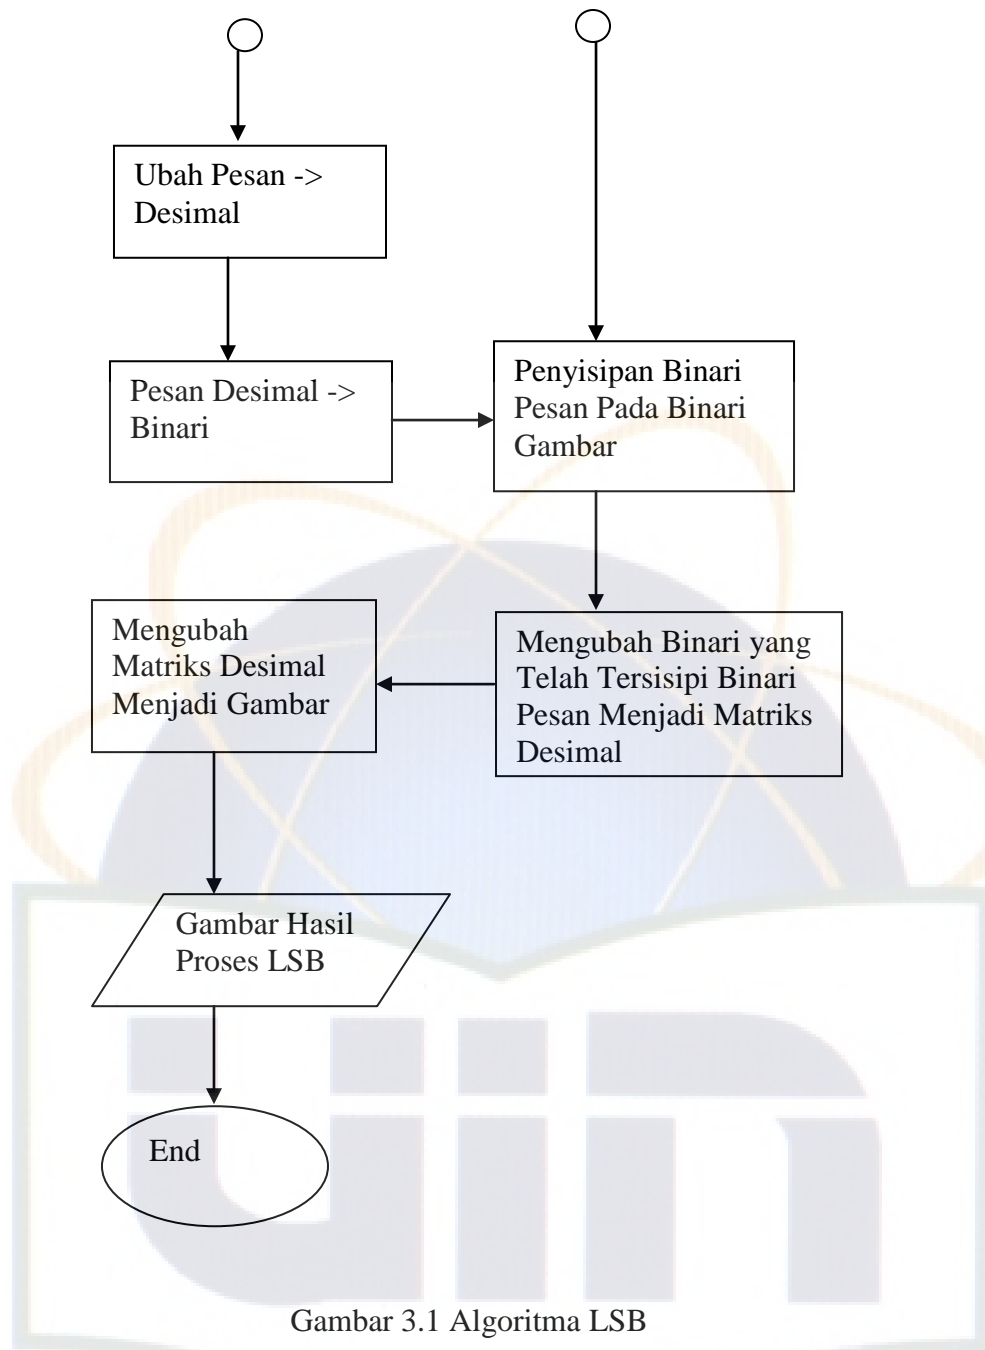 Ubah Pesan ->
Desimal
Pesan Desimal ->
Binari
Penyisipan Binari
Pesan Pada Binari
Gambar
Mengubah Binari yang
Telah Tersisipi Binari
Pesan Menjadi Matriks
Desimal
Mengubah
Matriks Desimal
Menjadi Gambar
Gambar Hasil
Proses LSB
End
uin
Gambar 3.1 Algoritma LSB